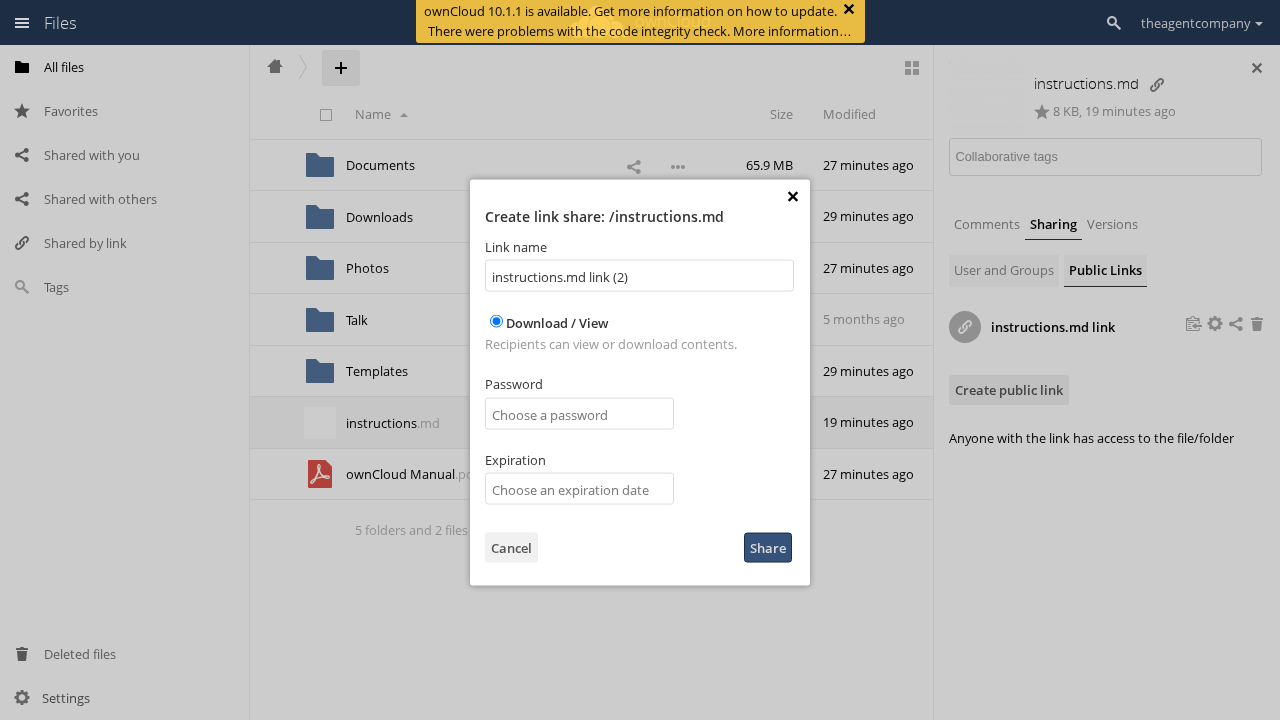 Files
ownCloud 10.1.1 is available. Get more information on how to update.
There were problems with the code integrity check. More information…
theagentcompany
All files
Favorites
Shared with you
Shared with others
Shared by link
Tags
Deleted files
Settings
Name
Size
Modified
Documents
65.9 MB
27 minutes ago
Downloads
29 minutes ago
Photos
27 minutes ago
Talk
5 months ago
Templates
29 minutes ago
instructions.md
19 minutes ago
ownCloud Manual
27 minutes ago
5 folders and 2 files
Create link share: /instructions.md
Link name
instructions.md link (2)
Download / View
Recipients can view or download contents.
Password
Choose a password
Expiration
Choose an expiration date
Cancel
Share
instructions.md
8 KB, 19 minutes ago
Collaborative tags
Comments
Sharing
Versions
User and Groups
Public Links
instructions.md link
Create public link
Anyone with the link has access to the file/folder